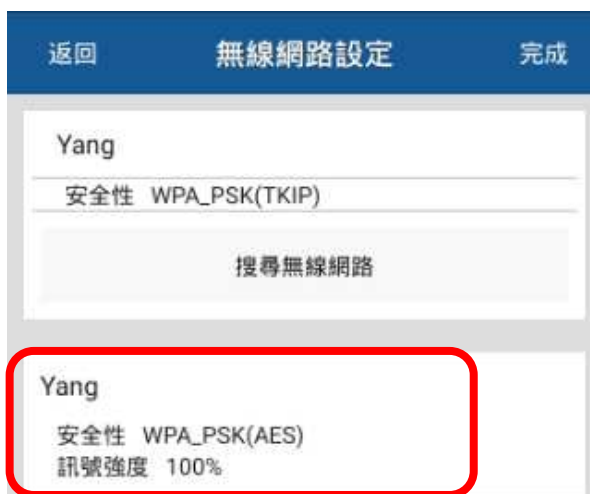 返回 無線網路設定 完成
Yang
安全性 WPA_PSK(TKIP)
搜尋無線網路
Yang
安全性 WPA_PSK(AES)
訊號強度 100%